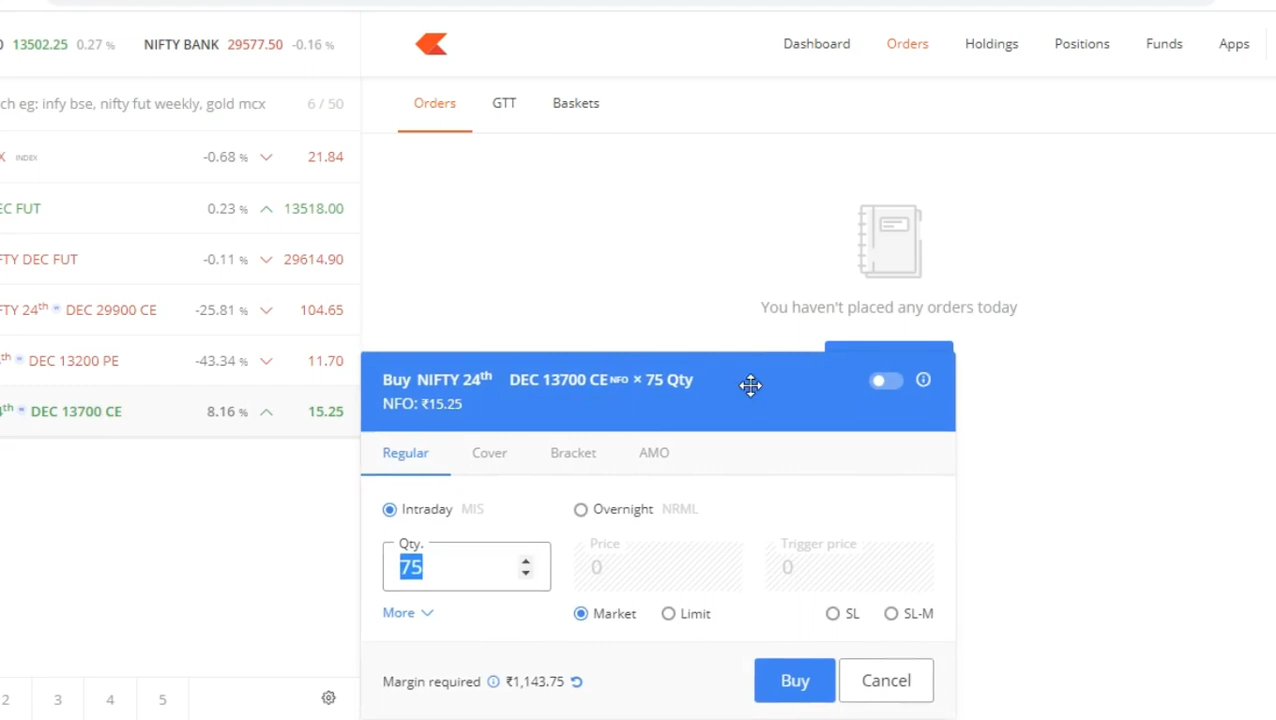 0 13502.25 0.27 % NIFTY BANK 29577.50 -0.16 %
Dashboard Orders Holdings Positions Funds Apps
ch eg: infy bse, nifty fut weekly, gold mcx 6 / 50
Orders GTT Baskets
X INDEX -0.68 % 21.84
EC FUT 0.23 % 13518.00
FTY DEC FUT -0.11 % 29614.90
FTY 24th w DEC 29900 CE -25.81 % 104.65
th w DEC 13200 PE -43.34 % 11.70
4th w DEC 13700 CE 8.16 % 15.25
You haven't placed any orders today
Buy NIFTY 24th DEC 13700 CE NFO × 75 Qty
NFO: ₹15.25
Regular Cover Bracket AMO
Intraday MIS Overnight NRML
Qty. Price Trigger price
75 0 0
More Market Limit SL SL-M
Margin required ₹1,143.75 Buy Cancel
2 3 4 5